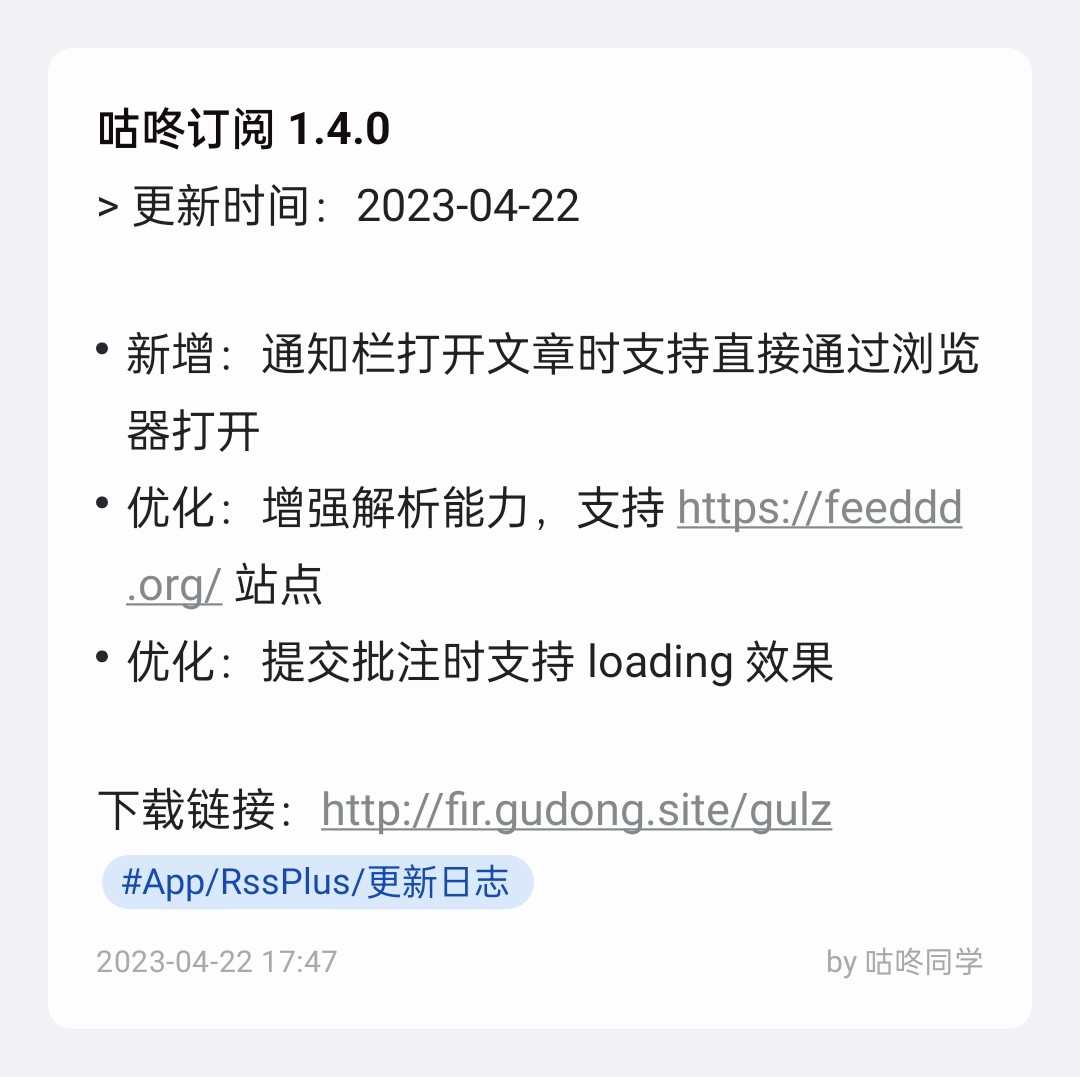 咕咚订阅 1.4.0
> 更新时间：2023-04-22
• 新增：通知栏打开文章时支持直接通过浏览
器打开
• 优化：增强解析能力，支持 https://feeddd
.org/ 站点
• 优化：提交批注时支持 loading 效果
下载链接：http://fir.gudong.site/gulz
#App/RssPlus/更新日志
2023-04-22 17:47
by 咕咚同学